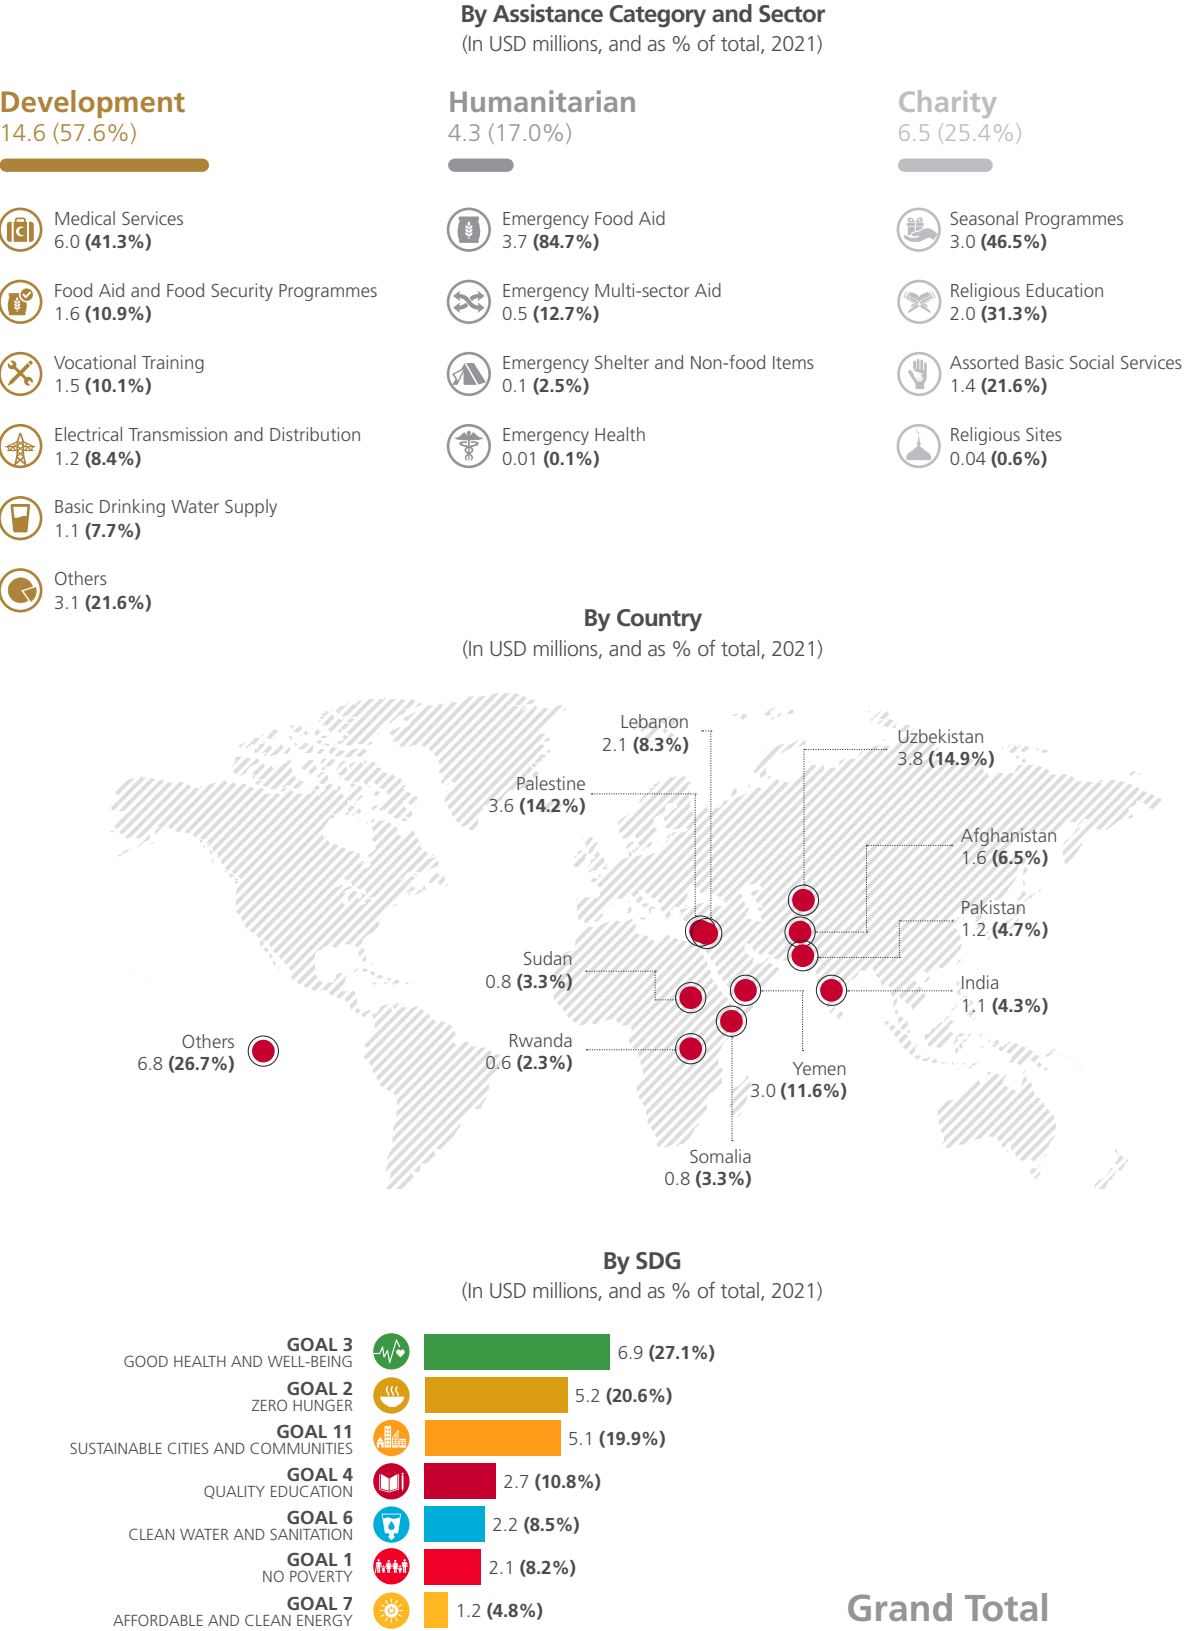 By Assistance Category and Sector
(In USD millions, and as % of total, 2021)
Development
14.6 (57.6%)
Medical Services
6.0 (41.3%)
Food Aid and Food Security Programmes
1.6 (10.9%)
Vocational Training
1.5 (10.1%)
Electrical Transmission and Distribution
1.2 (8.4%)
Basic Drinking Water Supply
1.1 (7.7%)
Others
3.1 (21.6%)
Humanitarian
4.3 (17.0%)
Emergency Food Aid
3.7 (84.7%)
Emergency Multi-sector Aid
0.5 (12.7%)
Emergency Shelter and Non-food Items
0.1 (2.5%)
Emergency Health
0.01 (0.1%)
Charity
6.5 (25.4%)
Seasonal Programmes
3.0 (46.5%)
Religious Education
2.0 (31.3%)
Assorted Basic Social Services
1.4 (21.6%)
Religious Sites
0.04 (0.6%)
By Country
(In USD millions, and as % of total, 2021)
Lebanon
2.1 (8.3%)
Uzbekistan
3.8 (14.9%)
Palestine
3.6 (14.2%)
Afghanistan
1.6 (6.5%)
Pakistan
1.2 (4.7%)
Sudan
0.8 (3.3%)
India
1.1 (4.3%)
Others
6.8 (26.7%)
Rwanda
0.6 (2.3%)
Yemen
3.0 (11.6%)
Somalia
0.8 (3.3%)
By SDG
(In USD millions, and as % of total, 2021)
GOAL 3
GOOD HEALTH AND WELL-BEING
6.9 (27.1%)
GOAL 2
ZERO HUNGER
5.2 (20.6%)
GOAL 11
SUSTAINABLE CITIES AND COMMUNITIES
5.1 (19.9%)
GOAL 4
QUALITY EDUCATION
2.7 (10.8%)
GOAL 6
CLEAN WATER AND SANITATION
2.2 (8.5%)
GOAL 1
NO POVERTY
2.1 (8.2%)
GOAL 7
AFFORDABLE AND CLEAN ENERGY
1.2 (4.8%)
Grand Total